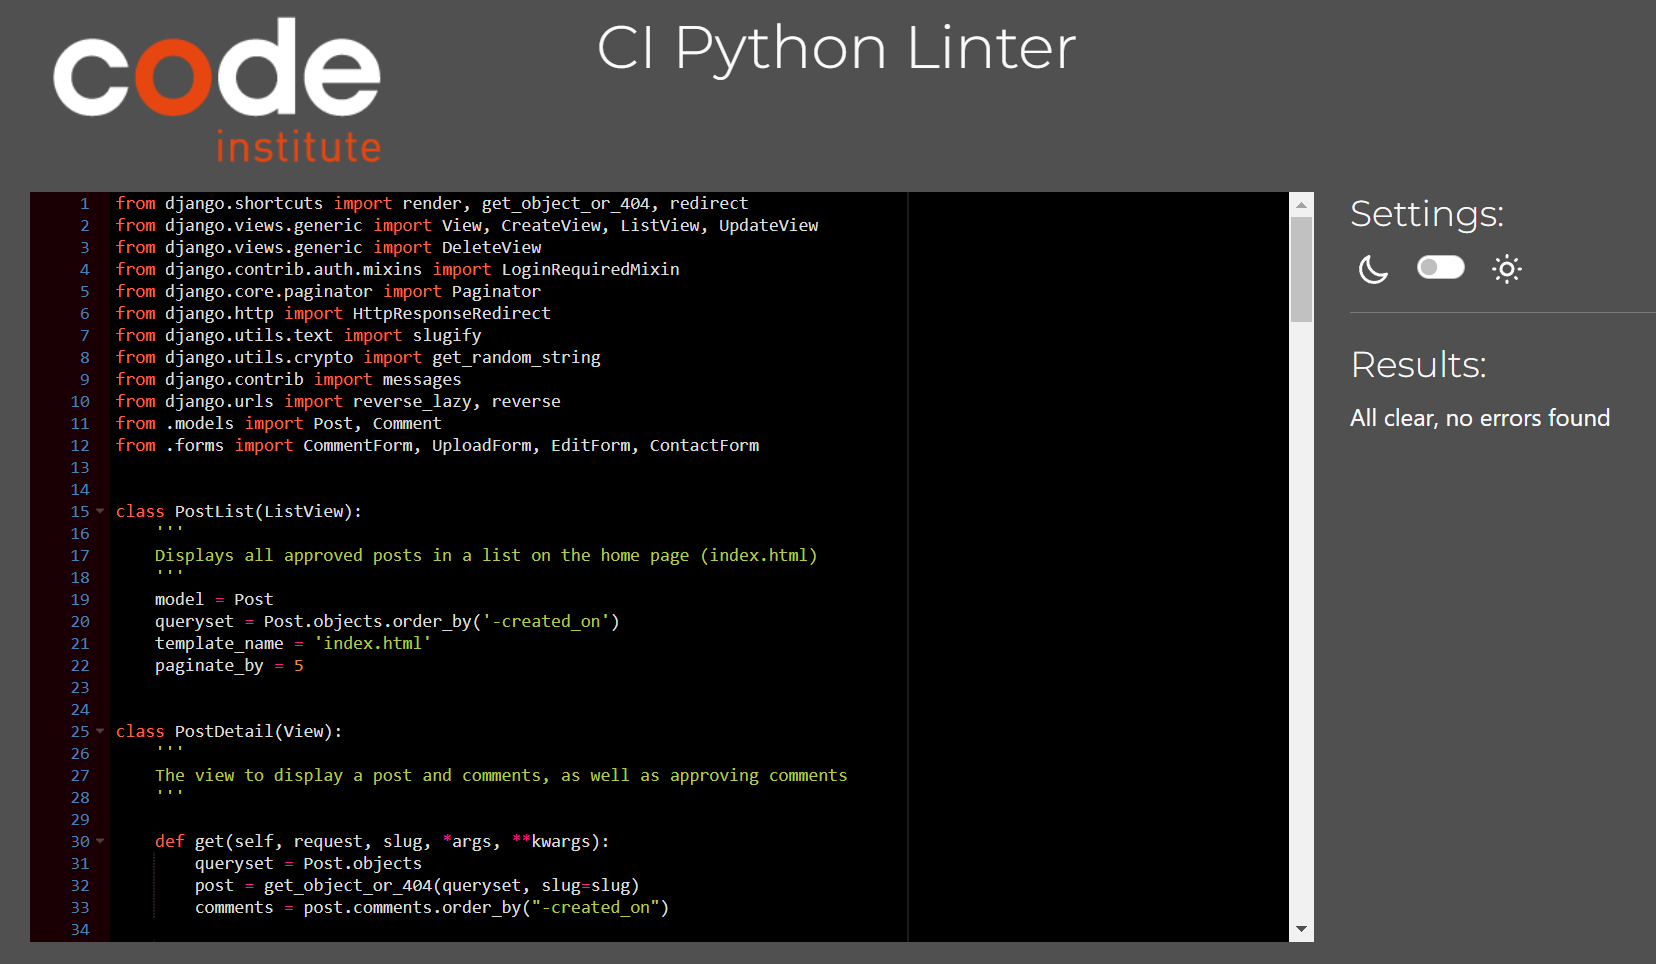 code
institute
CI Python Linter
1 from django.shortcuts import render, get_object_or_404, redirect
2 from django.views.generic import View, CreateView, ListView, UpdateView
3 from django.views.generic import DeleteView
4 from django.contrib.auth.mixins import LoginRequiredMixin
5 from django.core.paginator import Paginator
6 from django.http import HttpResponseRedirect
7 from django.utils.text import slugify
8 from django.utils.crypto import get_random_string
9 from django.contrib import messages
10 from django.urls import reverse_lazy, reverse
11 from .models import Post, Comment
12 from .forms import CommentForm, UploadForm, EditForm, ContactForm
13
14
15 class PostList(ListView):
16     '''
17     Displays all approved posts in a list on the home page (index.html)
18     '''
19     model = Post
20     queryset = Post.objects.order_by('-created_on')
21     template_name = 'index.html'
22     paginate_by = 5
23
24
25 class PostDetail(View):
26     '''
27     The view to display a post and comments, as well as approving comments
28     '''
29
30     def get(self, request, slug, *args, **kwargs):
31         queryset = Post.objects
32         post = get_object_or_404(queryset, slug=slug)
33         comments = post.comments.order_by("-created_on")
34
Settings:
Results:
All clear, no errors found